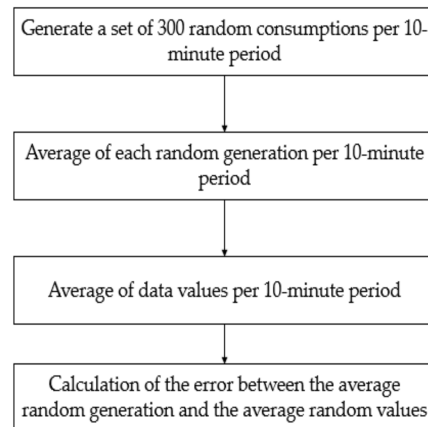 Generate a set of 300 random consumptions per 10-
minute period
Average of each random generation per 10-minute
period
Average of data values per 10-minute period
Calculation of the error between the average
random generation and the average random values